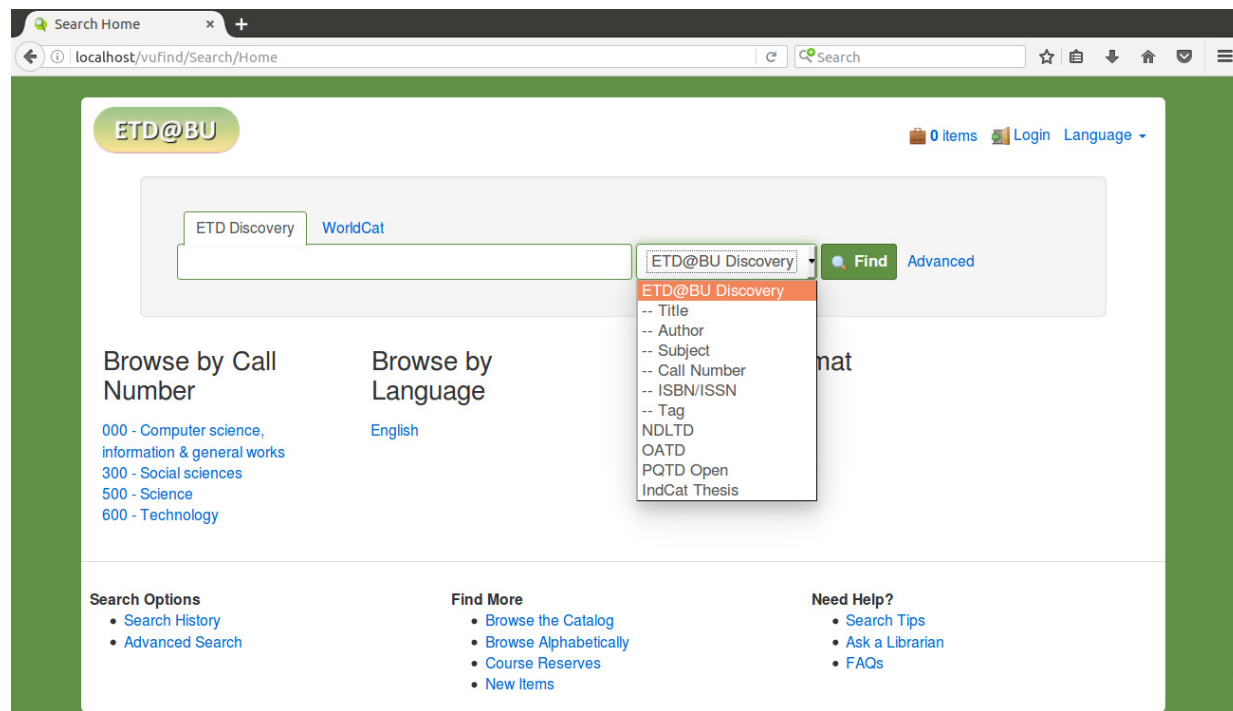 Search Home
localhost/vufind/Search/Home
Search
ETD@BU
0 items Login Language
ETD Discovery WorldCat
ETD@BU Discovery Find Advanced
ETD@BU Discovery
-- Title
-- Author
-- Subject
-- Call Number
-- ISBN/ISSN
-- Tag
NDLTD
OATD
PQTD Open
IndCat Thesis
Browse by Call
Number
000 - Computer science,
information & general works
300 - Social sciences
500 - Science
600 - Technology
Browse by
Language
English
mat
Search Options
• Search History
• Advanced Search
Find More
• Browse the Catalog
• Browse Alphabetically
• Course Reserves
• New Items
Need Help?
• Search Tips
• Ask a Librarian
• FAQs